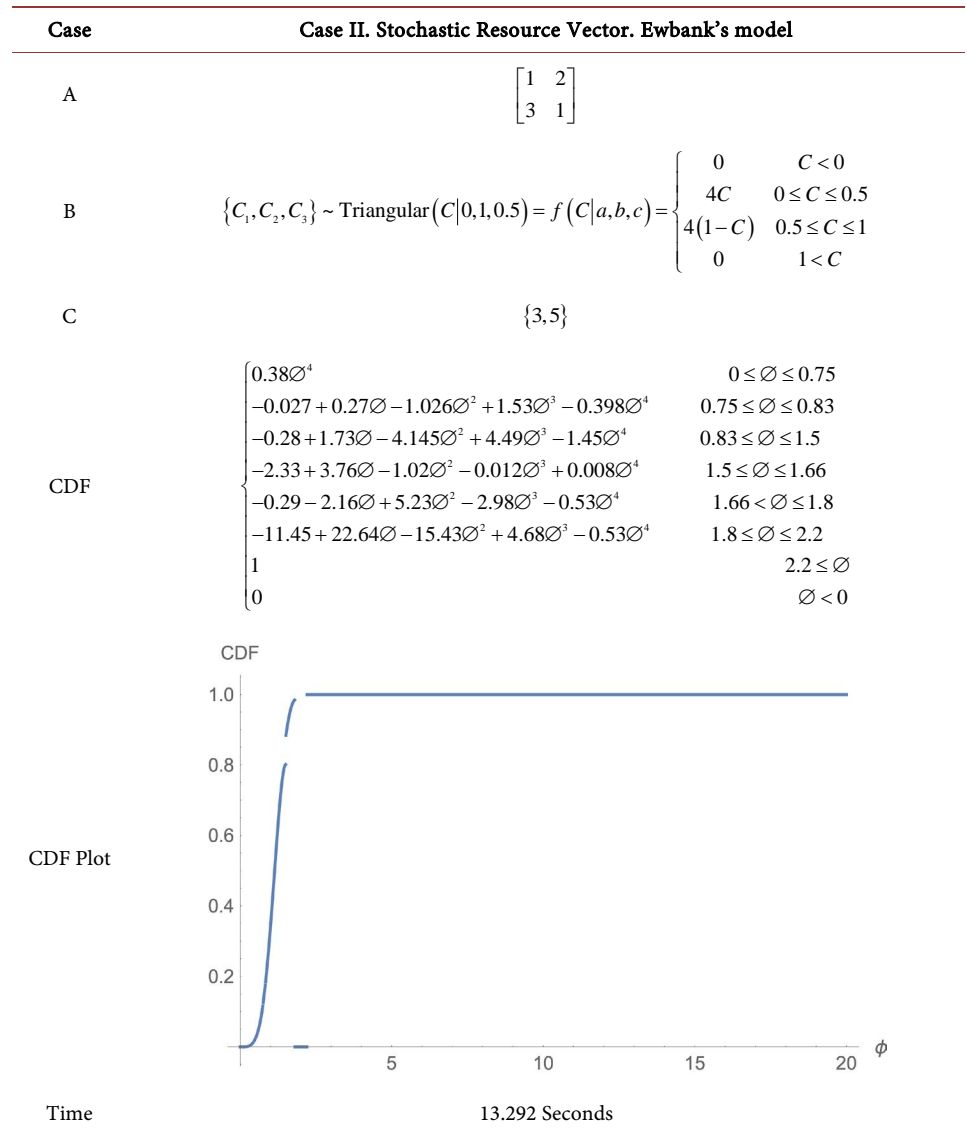 Case Case II. Stochastic Resource Vector. Ewbank's model
A
[1 2
3 1]
B
{C₁,C₂,C₃} ~ Triangular(C|0,1,0.5) = f(C|a,b,c) =
0 C < 0
4C 0 ≤ C ≤ 0.5
4(1−C) 0.5 ≤ C ≤ 1
0 1 < C
C {3,5}
CDF
0.38∅⁴ 0 ≤ ∅ ≤ 0.75
−0.027 + 0.27∅ − 1.026∅² + 1.53∅³ − 0.398∅⁴ 0.75 ≤ ∅ ≤ 0.83
−0.28 + 1.73∅ − 4.145∅² + 4.49∅³ − 1.45∅⁴ 0.83 ≤ ∅ ≤ 1.5
−2.33 + 3.76∅ − 1.02∅² − 0.012∅³ + 0.008∅⁴ 1.5 ≤ ∅ ≤ 1.66
−0.29 − 2.16∅ + 5.23∅² − 2.98∅³ − 0.53∅⁴ 1.66 < ∅ ≤ 1.8
−11.45 + 22.64∅ − 15.43∅² + 4.68∅³ − 0.53∅⁴ 1.8 ≤ ∅ ≤ 2.2
1 2.2 ≤ ∅
0 ∅ < 0
CDF Plot
CDF
1.0
0.8
0.6
0.4
0.2
5 10 15 20 ϕ
Time 13.292 Seconds